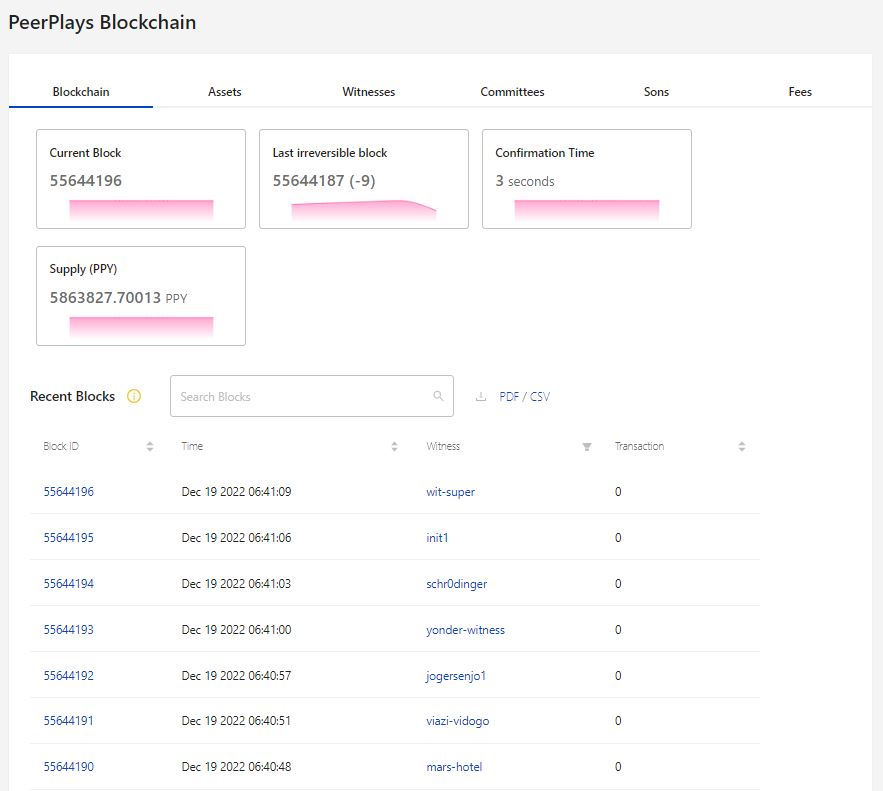 PeerPlays Blockchain
Blockchain Assets Witnesses Committees Sons Fees
Current Block
55644196
Last irreversible block
55644187 (-9)
Confirmation Time
3 seconds
Supply (PPY)
5863827.70013 PPY
Recent Blocks Search Blocks PDF / CSV
Block ID Time Witness Transaction
55644196 Dec 19 2022 06:41:09 wit-super 0
55644195 Dec 19 2022 06:41:06 init1 0
55644194 Dec 19 2022 06:41:03 schr0dinger 0
55644193 Dec 19 2022 06:41:00 yonder-witness 0
55644192 Dec 19 2022 06:40:57 jogersenjo1 0
55644191 Dec 19 2022 06:40:51 viazi-vidogo 0
55644190 Dec 19 2022 06:40:48 mars-hotel 0